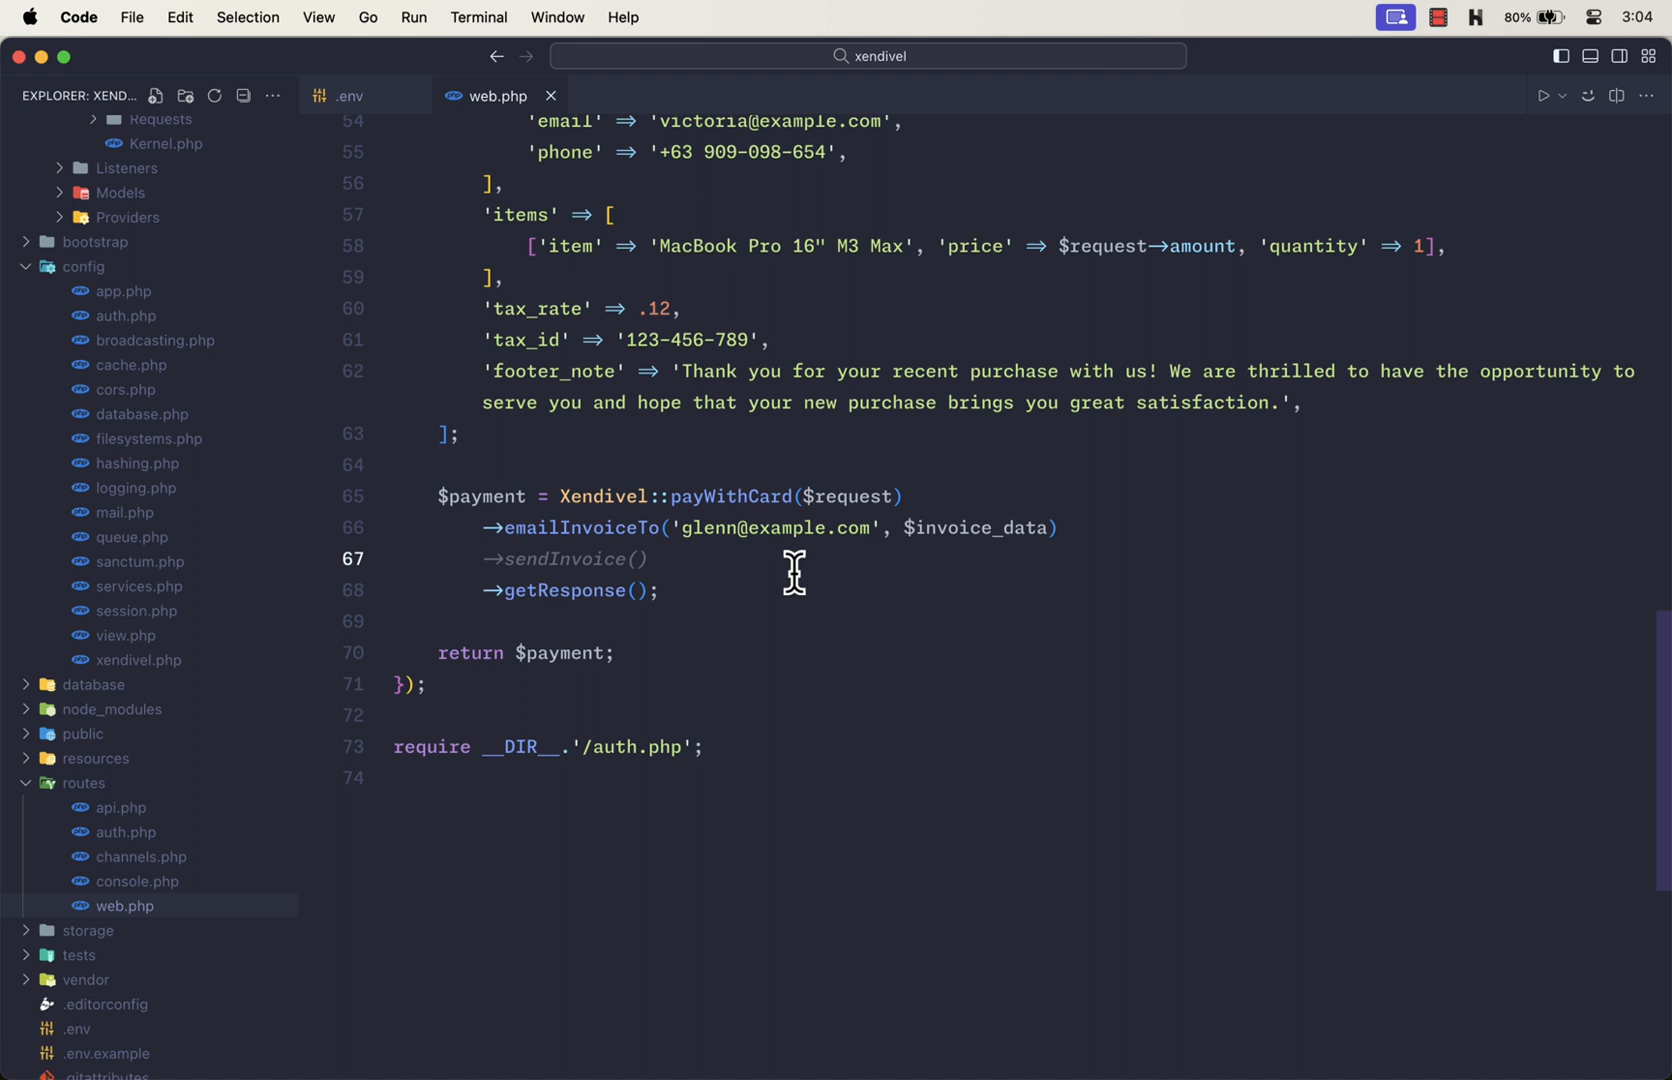 Code File Edit Selection View Go Run Terminal Window Help 80% 3:04
xendivel
EXPLORER: XEND...
.env
web.php
Requests
Kernel.php
Listeners
Models
Providers
bootstrap
config
app.php
auth.php
broadcasting.php
cache.php
cors.php
database.php
filesystems.php
hashing.php
logging.php
mail.php
queue.php
sanctum.php
services.php
session.php
view.php
xendivel.php
database
node_modules
public
resources
routes
api.php
auth.php
channels.php
console.php
web.php
storage
tests
vendor
.editorconfig
.env
.env.example
.gitattributes
54 'email' => 'victoria@example.com',
55 'phone' => '+63 909-098-654',
56 ],
57 'items' => [
58 ['item' => 'MacBook Pro 16" M3 Max', 'price' => $request->amount, 'quantity' => 1],
59 ],
60 'tax_rate' => .12,
61 'tax_id' => '123-456-789',
62 'footer_note' => 'Thank you for your recent purchase with us! We are thrilled to have the opportunity to
serve you and hope that your new purchase brings you great satisfaction.',
63 ];
64
65 $payment = Xendivel::payWithCard($request)
66 ->emailInvoiceTo('glenn@example.com', $invoice_data)
67 ->sendInvoice()
68 ->getResponse();
69
70 return $payment;
71 });
72
73 require __DIR__.'/auth.php';
74